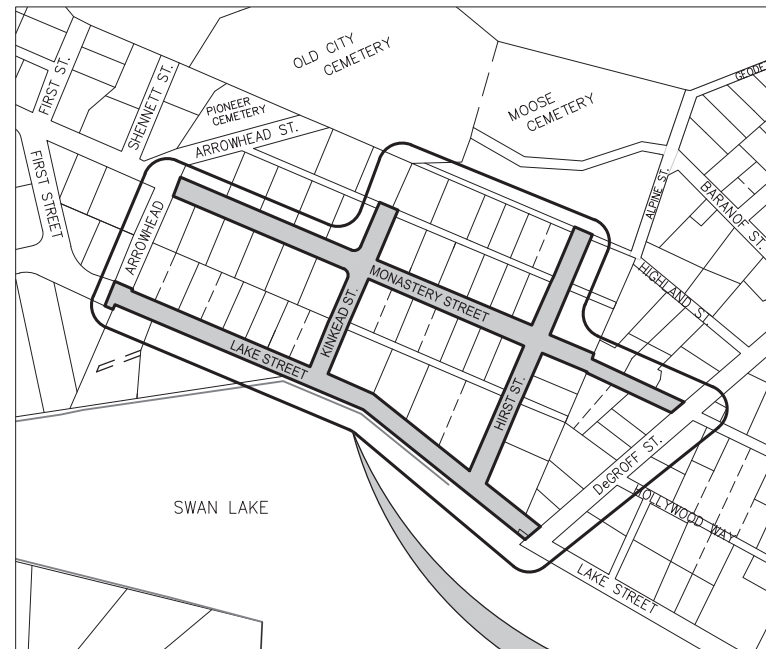 OLD CITY
CEMETERY
MOOSE
CEMETERY
GEODE
FIRST ST.
SHENNETT ST.
PIONEER
CEMETERY
ARROWHEAD ST.
FIRST STREET
ARROWHEAD
ALPINE ST.
BARANOF ST.
HIGHLAND ST.
MONASTERY STREET
KINKEAD ST.
LAKE STREET
HIRST ST.
DeGROFF ST.
HOLLYWOOD WAY
SWAN LAKE
LAKE STREET